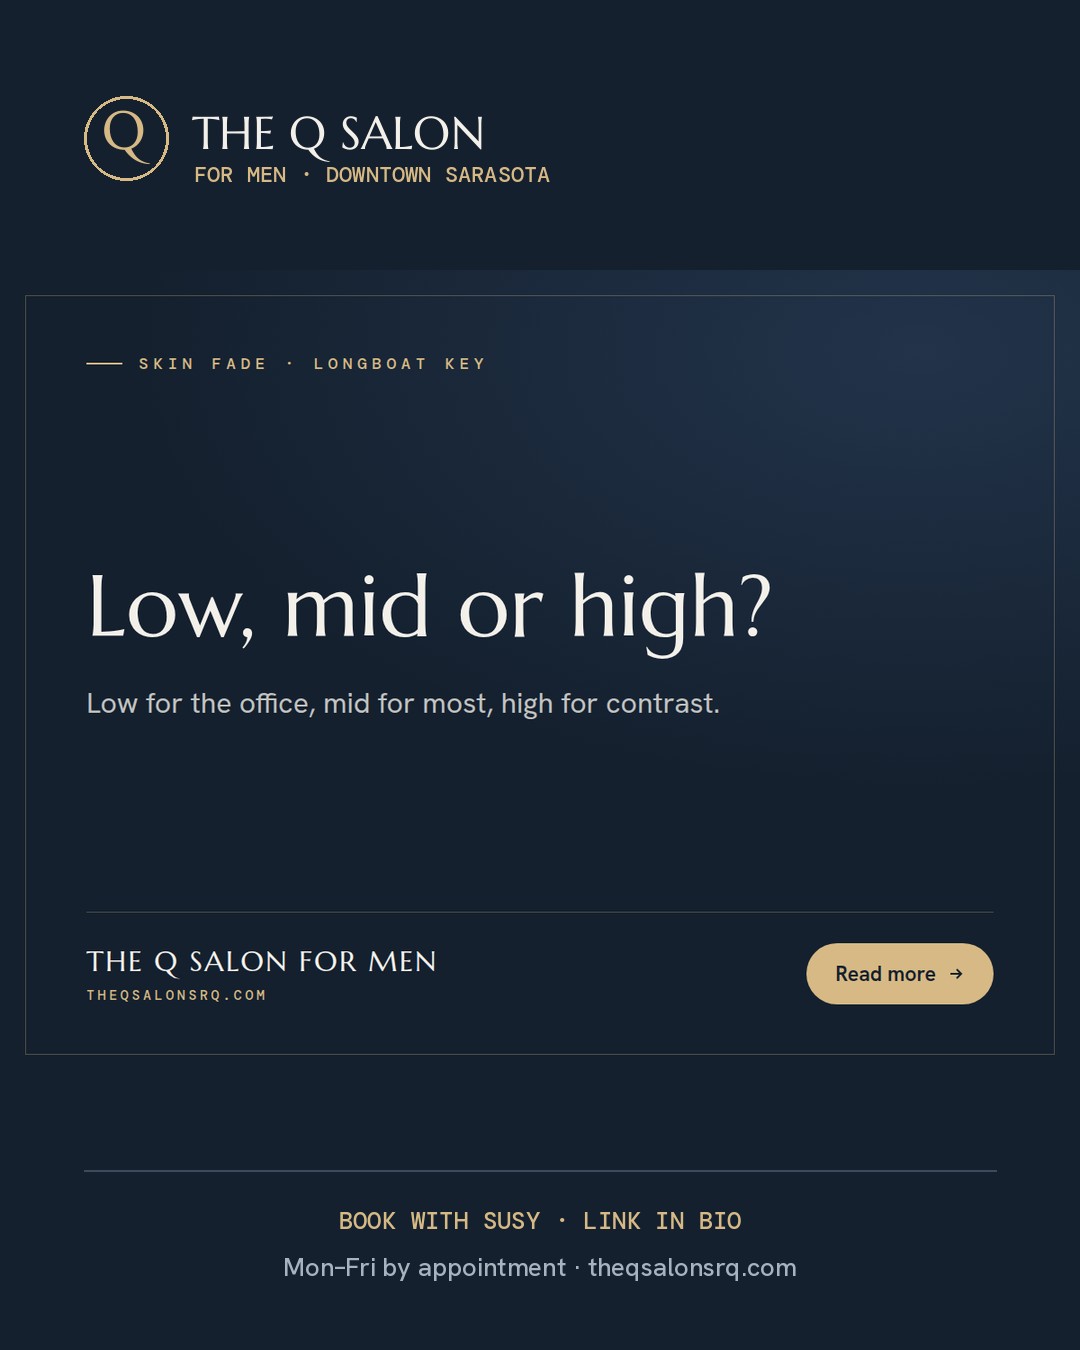 Q
THE Q SALON
FOR MEN · DOWNTOWN SARASOTA
SKIN FADE · LONGBOAT KEY
Low, mid or high?
Low for the office, mid for most, high for contrast.
THE Q SALON FOR MEN
THEQSALONSRQ.COM
Read more →
BOOK WITH SUSY · LINK IN BIO
Mon–Fri by appointment · theqsalonsrq.com